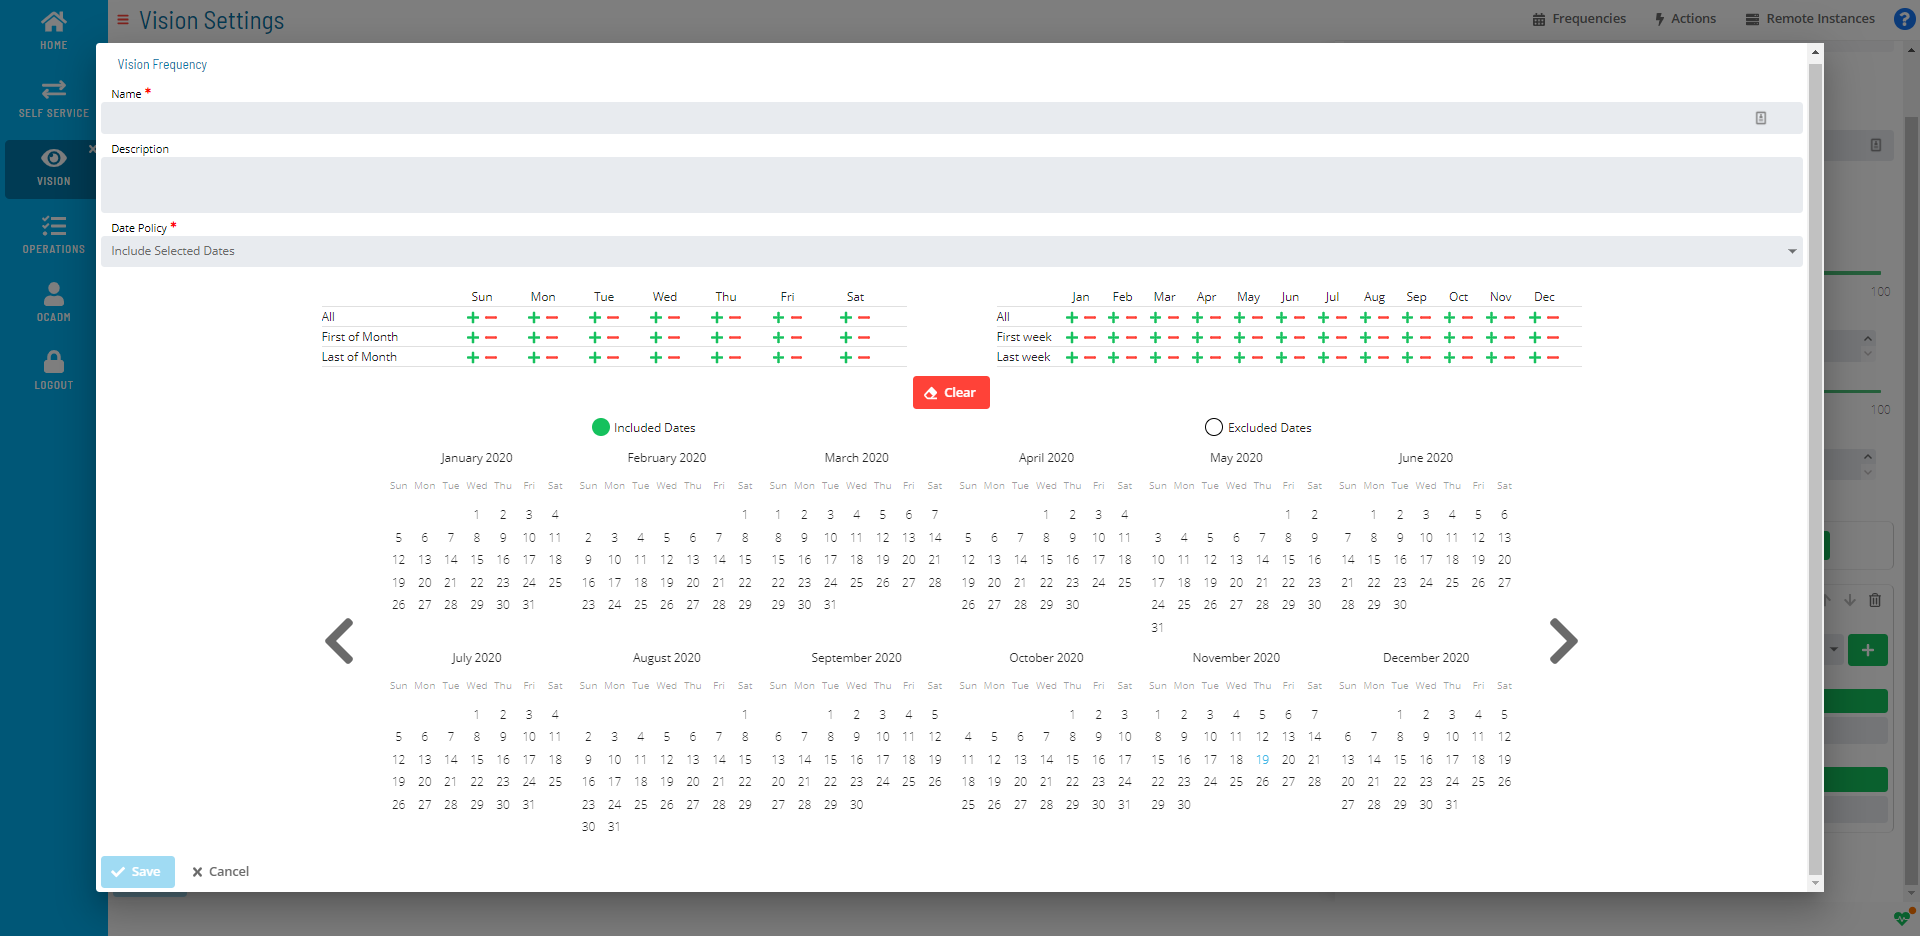 Vision Settings
Frequencies
Actions
Remote Instances
?
HOME
SELF SERVICE
VISION
OPERATIONS
OCADM
LOGOUT
Vision Frequency
Name *
Description
Date Policy *
Include Selected Dates
Sun Mon Tue Wed Thu Fri Sat
All
First of Month
Last of Month
Jan Feb Mar Apr May Jun Jul Aug Sep Oct Nov Dec
All
First week
Last week
100
100
Clear
Included Dates
Excluded Dates
January 2020 February 2020 March 2020 April 2020 May 2020 June 2020
Sun Mon Tue Wed Thu Fri Sat Sun Mon Tue Wed Thu Fri Sat Sun Mon Tue Wed Thu Fri Sat Sun Mon Tue Wed Thu Fri Sat Sun Mon Tue Wed Thu Fri Sat Sun Mon Tue Wed Thu Fri Sat
1 2 3 4 1 1 2 3 4 5 6 7 1 2 3 4 1 2 1 2 3 4 5 6
5 6 7 8 9 10 11 2 3 4 5 6 7 8 8 9 10 11 12 13 14 5 6 7 8 9 10 11 3 4 5 6 7 8 9 7 8 9 10 11 12 13
12 13 14 15 16 17 18 9 10 11 12 13 14 15 15 16 17 18 19 20 21 12 13 14 15 16 17 18 10 11 12 13 14 15 16 14 15 16 17 18 19 20
19 20 21 22 23 24 25 16 17 18 19 20 21 22 22 23 24 25 26 27 28 19 20 21 22 23 24 25 17 18 19 20 21 22 23 21 22 23 24 25 26 27
26 27 28 29 30 31 23 24 25 26 27 28 29 29 30 31 26 27 28 29 30 24 25 26 27 28 29 30 28 29 30
31
July 2020 August 2020 September 2020 October 2020 November 2020 December 2020
Sun Mon Tue Wed Thu Fri Sat Sun Mon Tue Wed Thu Fri Sat Sun Mon Tue Wed Thu Fri Sat Sun Mon Tue Wed Thu Fri Sat Sun Mon Tue Wed Thu Fri Sat Sun Mon Tue Wed Thu Fri Sat
1 2 3 4 1 1 2 3 4 5 1 2 3 1 2 3 4 5 6 7 1 2 3 4 5
5 6 7 8 9 10 11 2 3 4 5 6 7 8 6 7 8 9 10 11 12 4 5 6 7 8 9 10 8 9 10 11 12 13 14 6 7 8 9 10 11 12
12 13 14 15 16 17 18 9 10 11 12 13 14 15 13 14 15 16 17 18 19 11 12 13 14 15 16 17 15 16 17 18 19 20 21 13 14 15 16 17 18 19
19 20 21 22 23 24 25 16 17 18 19 20 21 22 20 21 22 23 24 25 26 18 19 20 21 22 23 24 22 23 24 25 26 27 28 20 21 22 23 24 25 26
26 27 28 29 30 31 23 24 25 26 27 28 29 27 28 29 30 25 26 27 28 29 30 31 29 30 27 28 29 30 31
30 31
Save
Cancel